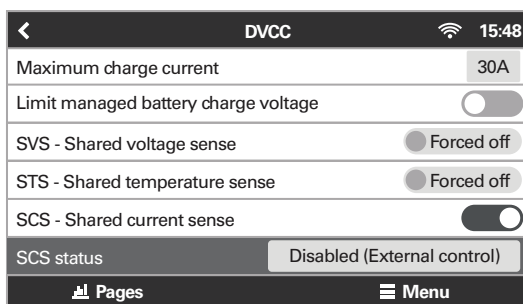 DVCC 15:48
Maximum charge current 30A
Limit managed battery charge voltage
SVS - Shared voltage sense Forced off
STS - Shared temperature sense Forced off
SCS - Shared current sense
SCS status Disabled (External control)
Pages Menu